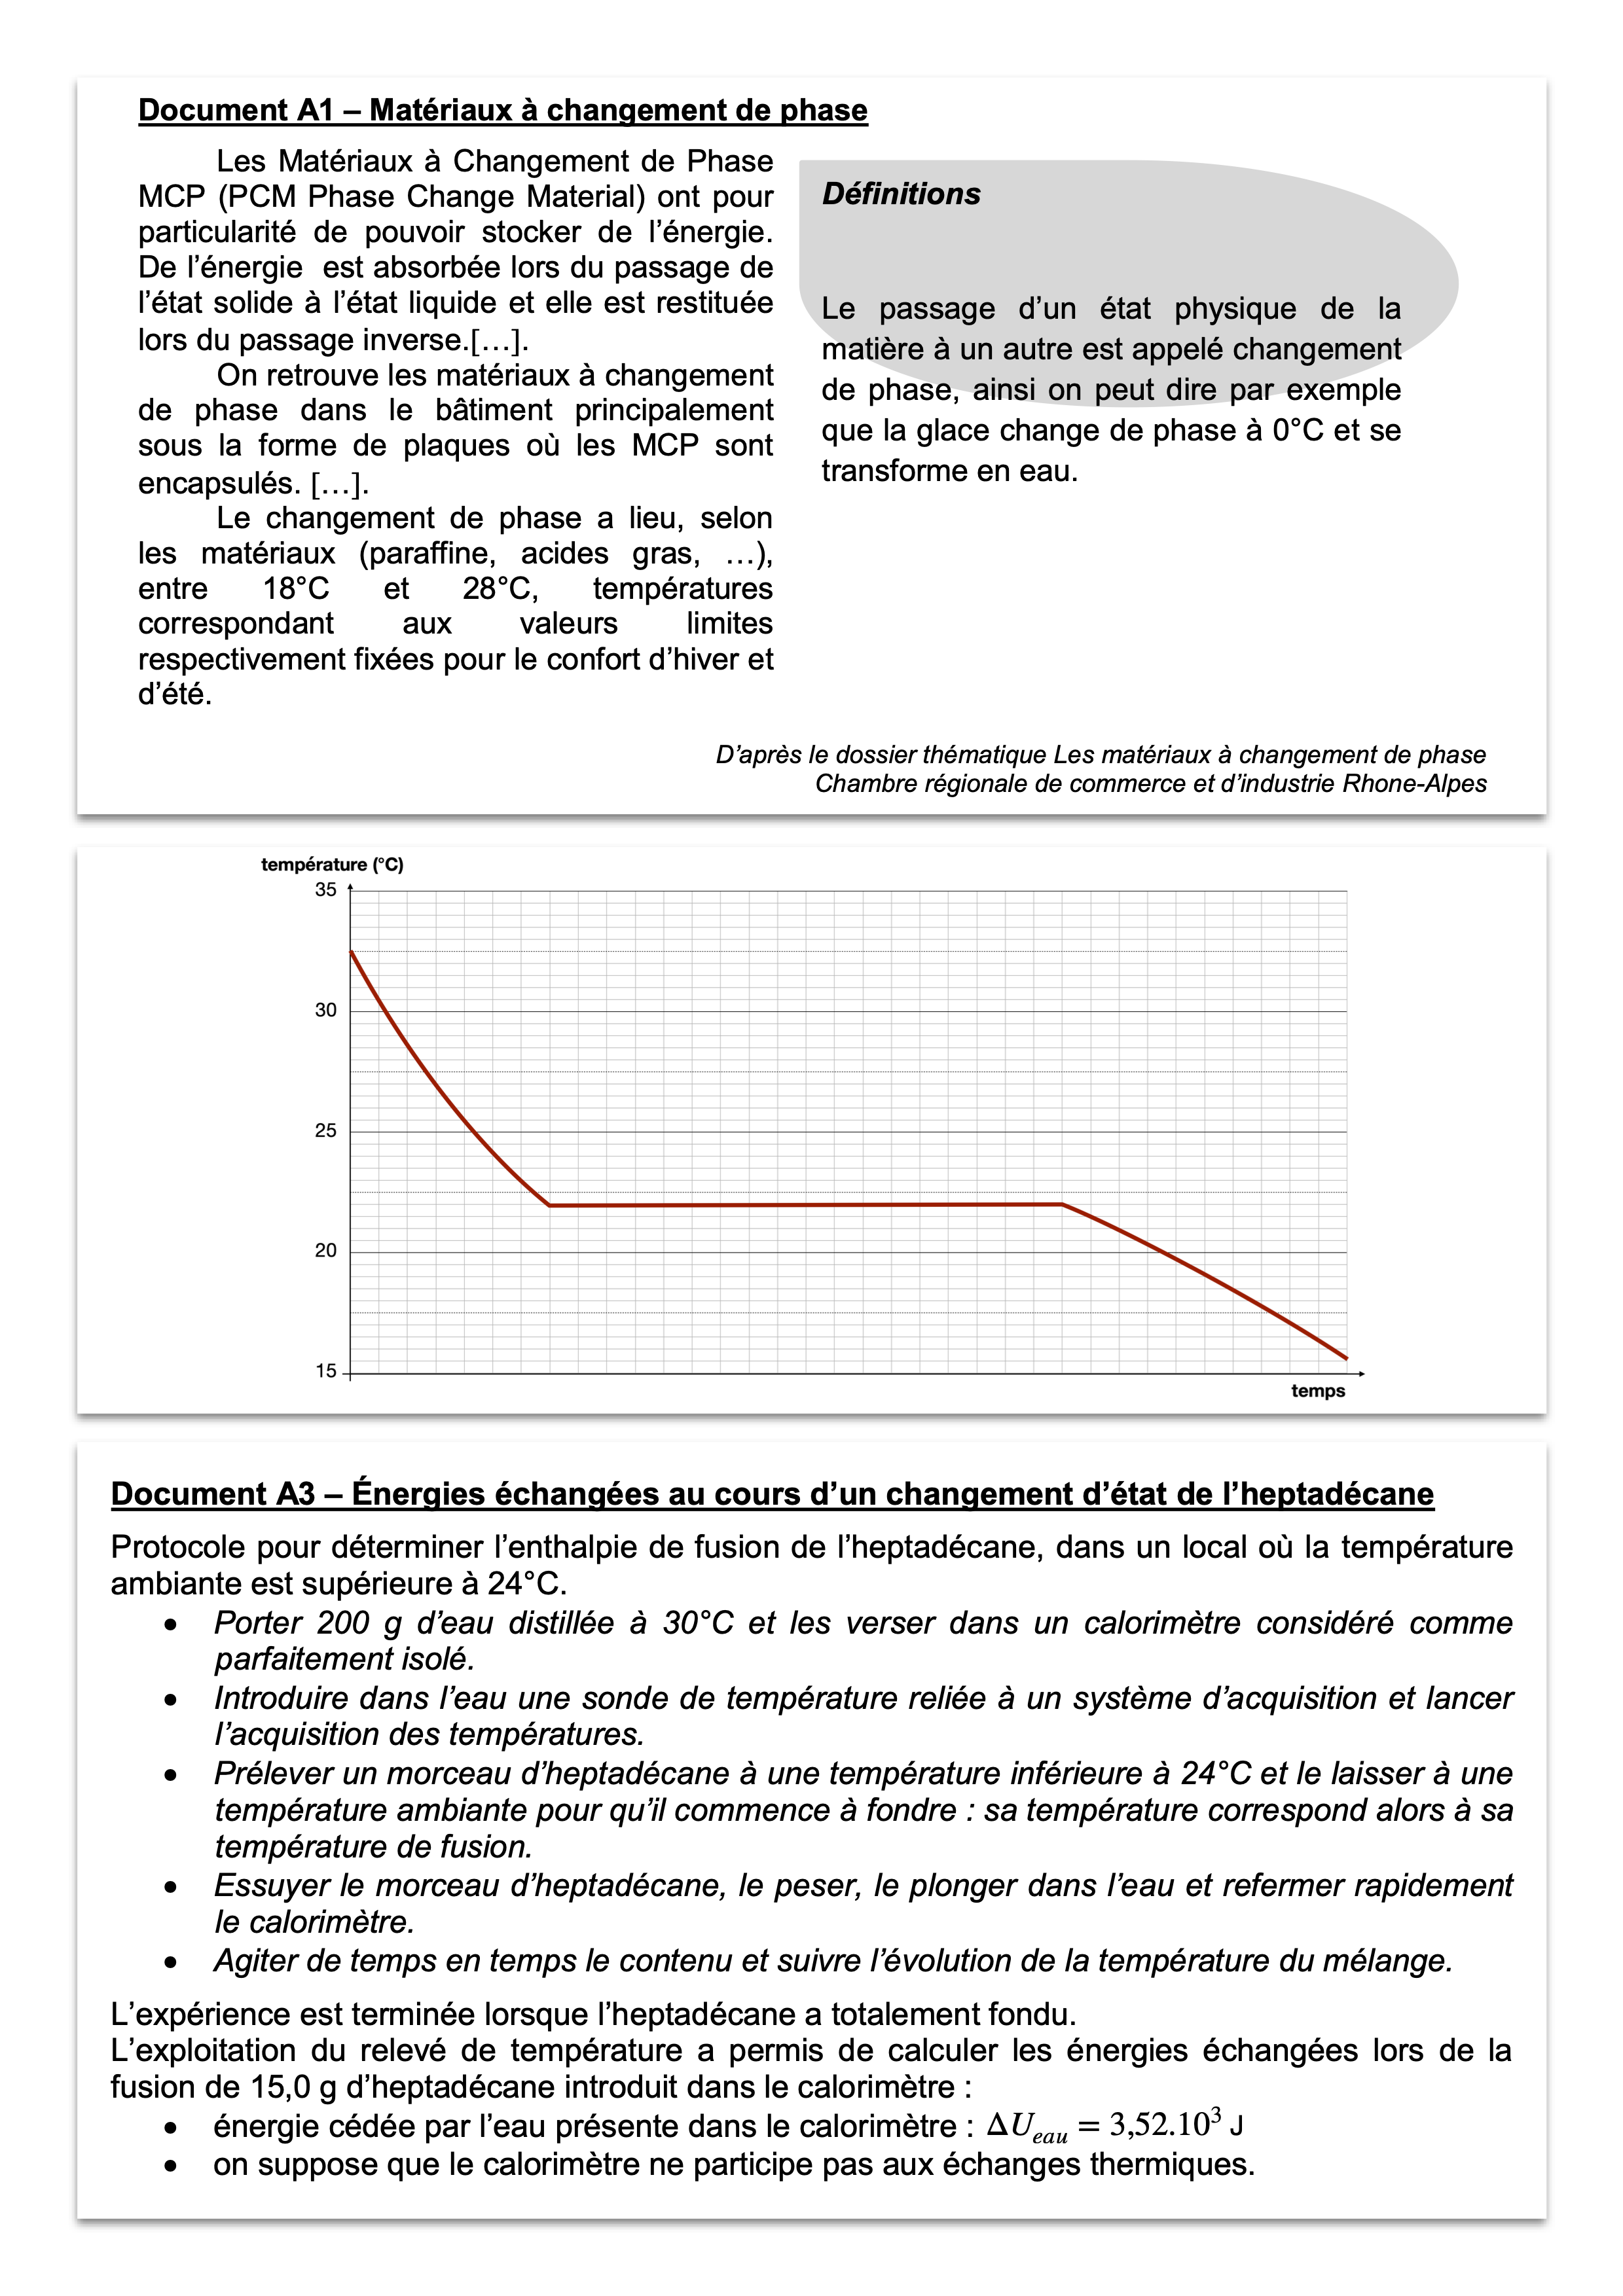 Document A1 – Matériaux à changement de phase
Les Matériaux à Changement de Phase
MCP (PCM Phase Change Material) ont pour
particularité de pouvoir stocker de l’énergie.
De l’énergie est absorbée lors du passage de
l’état solide à l’état liquide et elle est restituée
lors du passage inverse.[…].
On retrouve les matériaux à changement
de phase dans le bâtiment principalement
sous la forme de plaques où les MCP sont
encapsulés. […].
Le changement de phase a lieu, selon
les matériaux (paraffine, acides gras, …),
entre 18°C et 28°C, températures
correspondant aux valeurs limites
respectivement fixées pour le confort d’hiver et
d’été.
Définitions
Le passage d’un état physique de la
matière à un autre est appelé changement
de phase, ainsi on peut dire par exemple
que la glace change de phase à 0°C et se
transforme en eau.
D’après le dossier thématique Les matériaux à changement de phase
Chambre régionale de commerce et d’industrie Rhone-Alpes
température (°C)
35
30
25
20
15
temps
Document A3 – Énergies échangées au cours d’un changement d’état de l’heptadécane
Protocole pour déterminer l’enthalpie de fusion de l’heptadécane, dans un local où la température
ambiante est supérieure à 24°C.
• Porter 200 g d’eau distillée à 30°C et les verser dans un calorimètre considéré comme
parfaitement isolé.
• Introduire dans l’eau une sonde de température reliée à un système d’acquisition et lancer
l’acquisition des températures.
• Prélever un morceau d’heptadécane à une température inférieure à 24°C et le laisser à une
température ambiante pour qu’il commence à fondre : sa température correspond alors à sa
température de fusion.
• Essuyer le morceau d’heptadécane, le peser, le plonger dans l’eau et refermer rapidement
le calorimètre.
• Agiter de temps en temps le contenu et suivre l’évolution de la température du mélange.
L’expérience est terminée lorsque l’heptadécane a totalement fondu.
L’exploitation du relevé de température a permis de calculer les énergies échangées lors de la
fusion de 15,0 g d’heptadécane introduit dans le calorimètre :
• énergie cédée par l’eau présente dans le calorimètre : ΔU_eau = 3,52.10³ J
• on suppose que le calorimètre ne participe pas aux échanges thermiques.